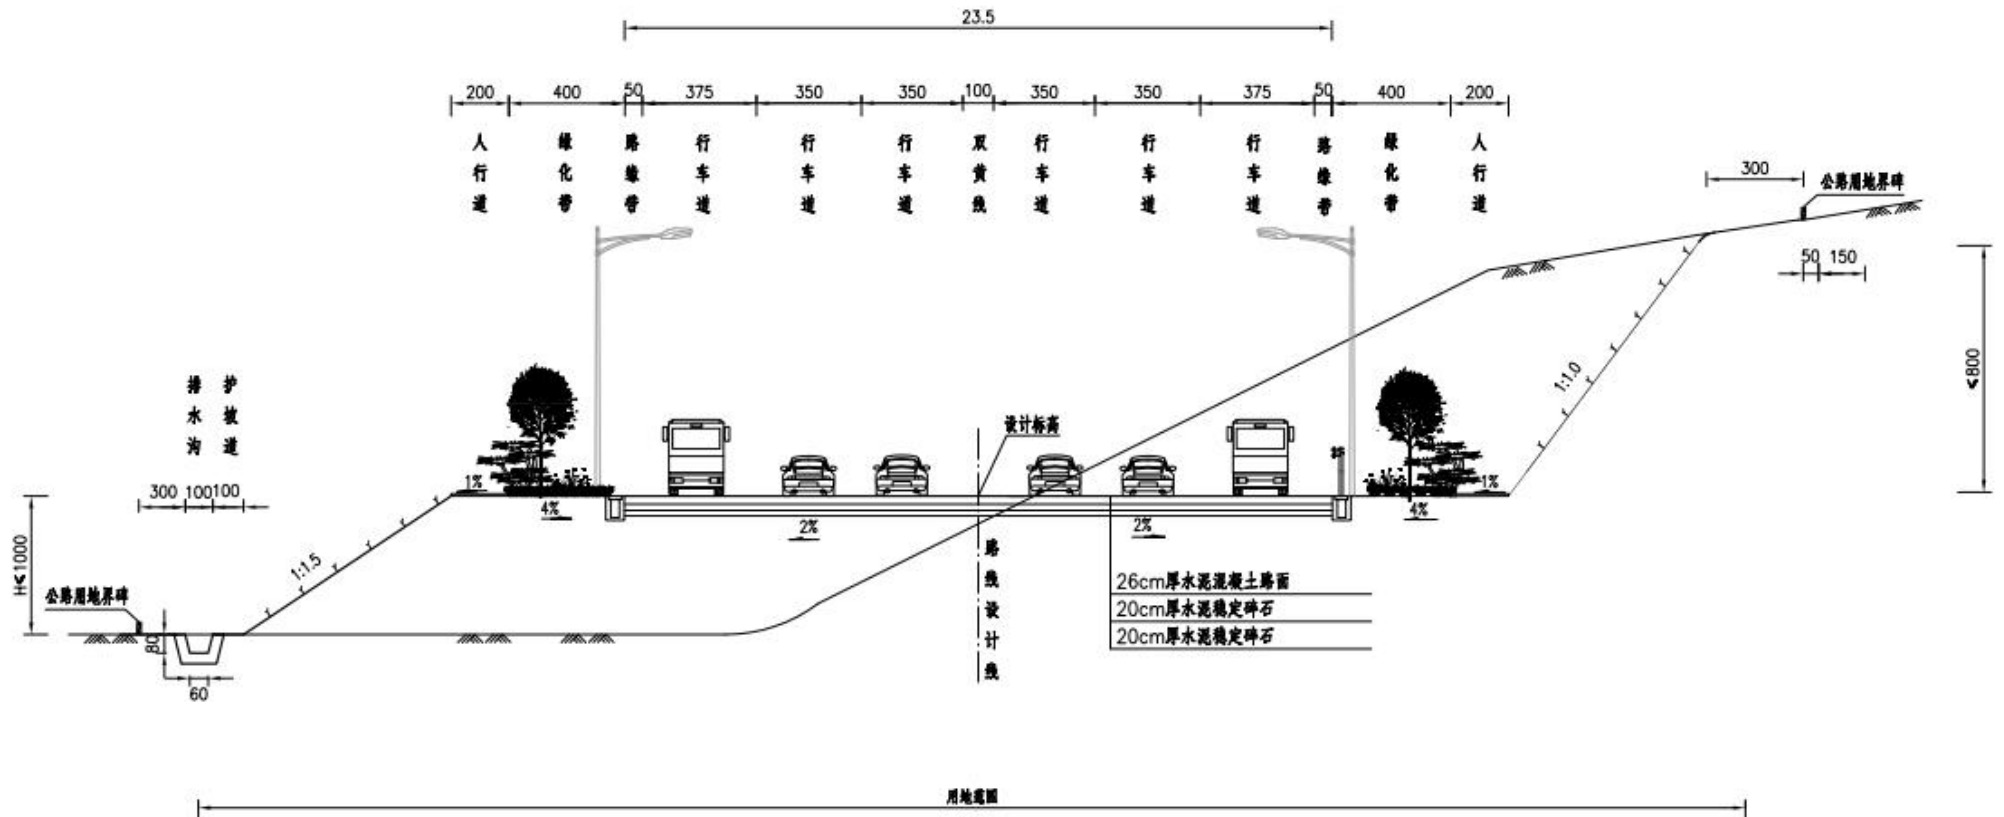 23.5
200 400 50 375 350 350 100 350 350 375 50 400 200
人行道 绿化带 路缘带 行车道 行车道 行车道 双黄线 行车道 行车道 行车道 路缘带 绿化带 人行道
300
公路用地界碑
50 150
≤800
1:1.0
排水沟 护坡道
设计标高
300 100 100
1% 1%
4% 4%
2% 2%
H≤1000
1:1.5
公路用地界碑
80
60
路线设计线
26cm厚水泥混凝土路面
20cm厚水泥稳定碎石
20cm厚水泥稳定碎石
用地范围